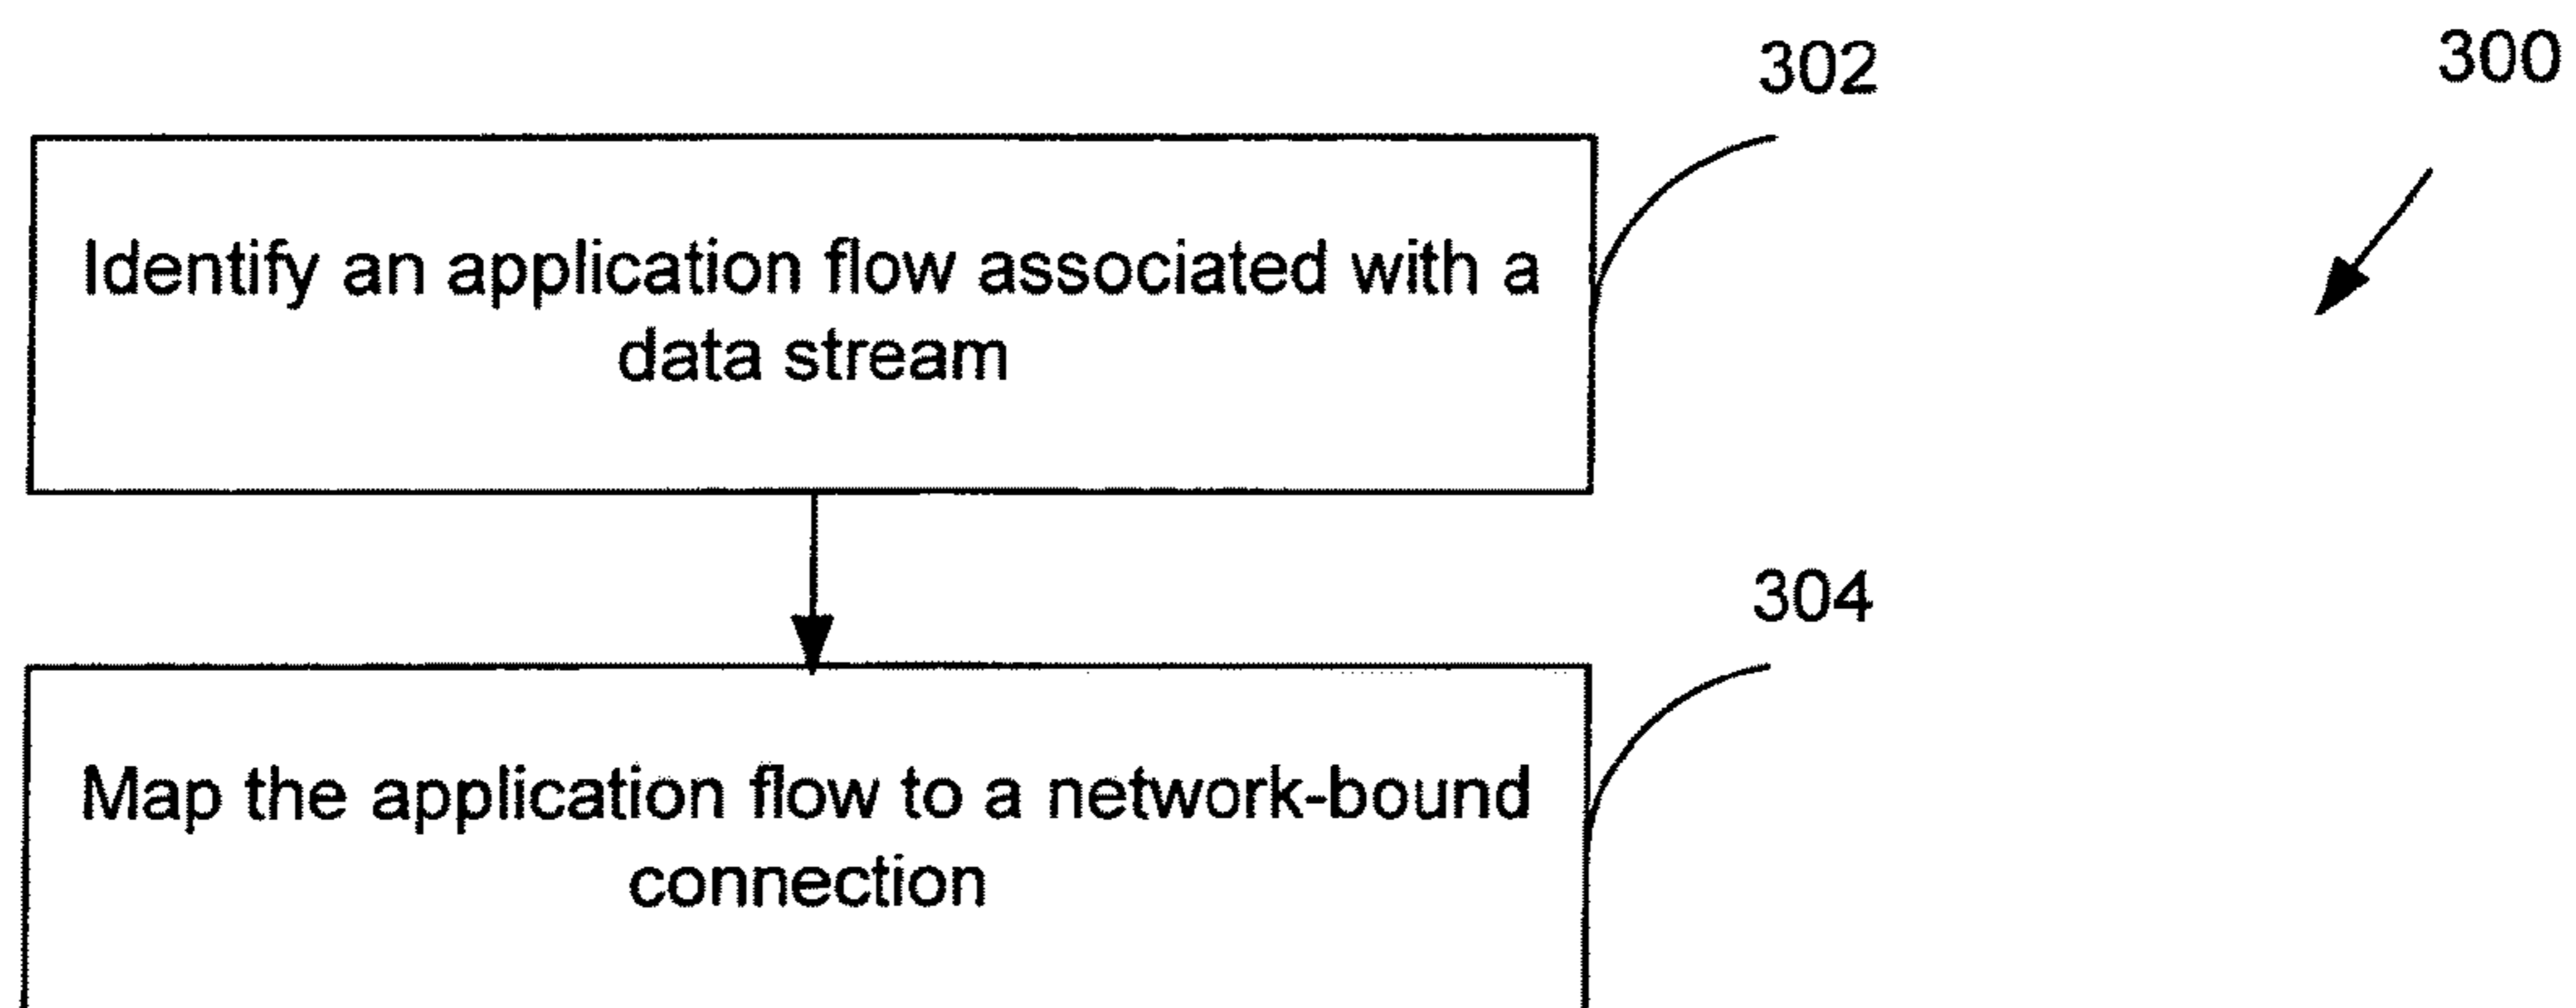 300
302
Identify an application flow associated with a
data stream
304
Map the application flow to a network-bound
connection